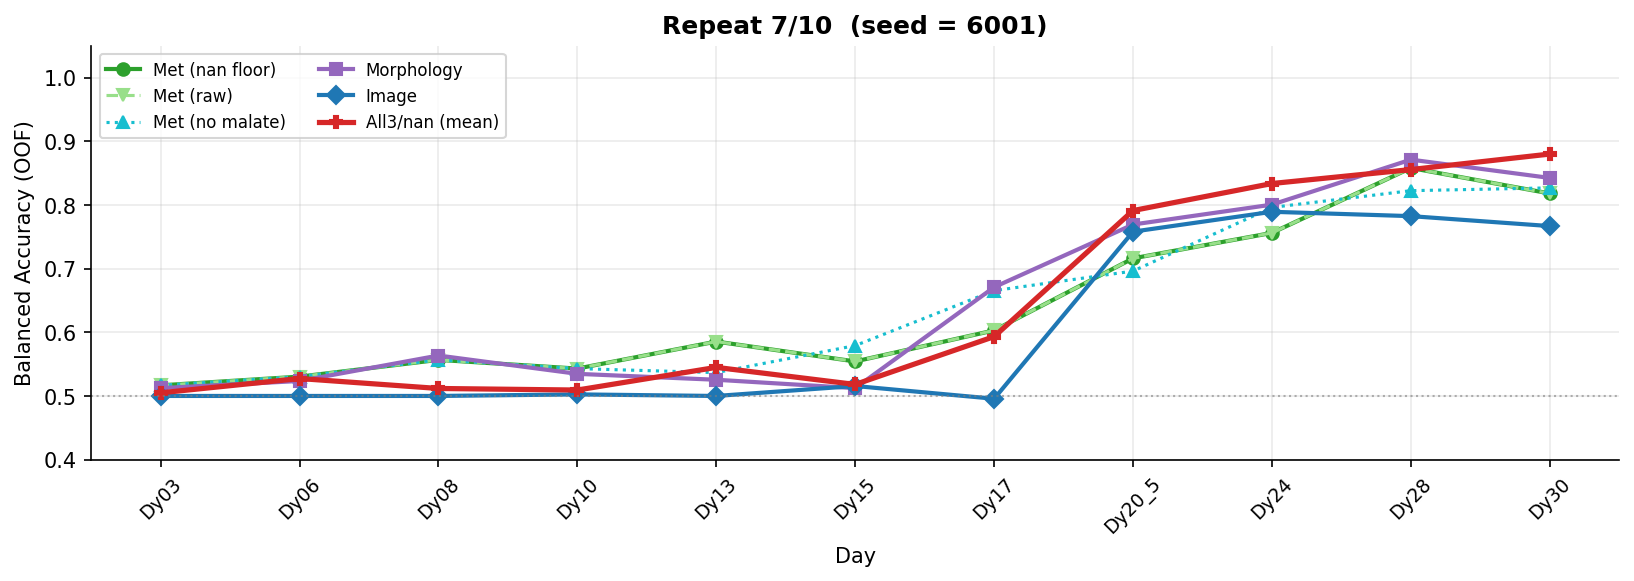 Repeat 7/10  (seed = 6001)
Balanced Accuracy (OOF)
1.0
0.9
0.8
0.7
0.6
0.5
0.4
Met (nan floor)
Met (raw)
Met (no malate)
Morphology
Image
All3/nan (mean)
Dy03
Dy06
Dy08
Dy10
Dy13
Dy15
Dy17
Dy20_5
Dy24
Dy28
Dy30
Day